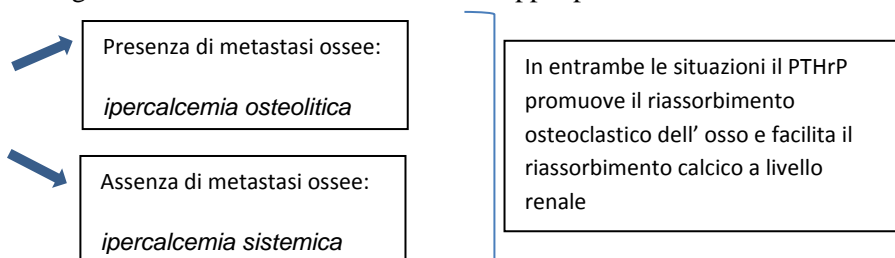 Presenza di metastasi ossee:
ipercalcemia osteolitica
Assenza di metastasi ossee:
ipercalcemia sistemica
In entrambe le situazioni il PTHrP
promuove il riassorbimento
osteoclastico dell' osso e facilita il
riassorbimento calcico a livello
renale